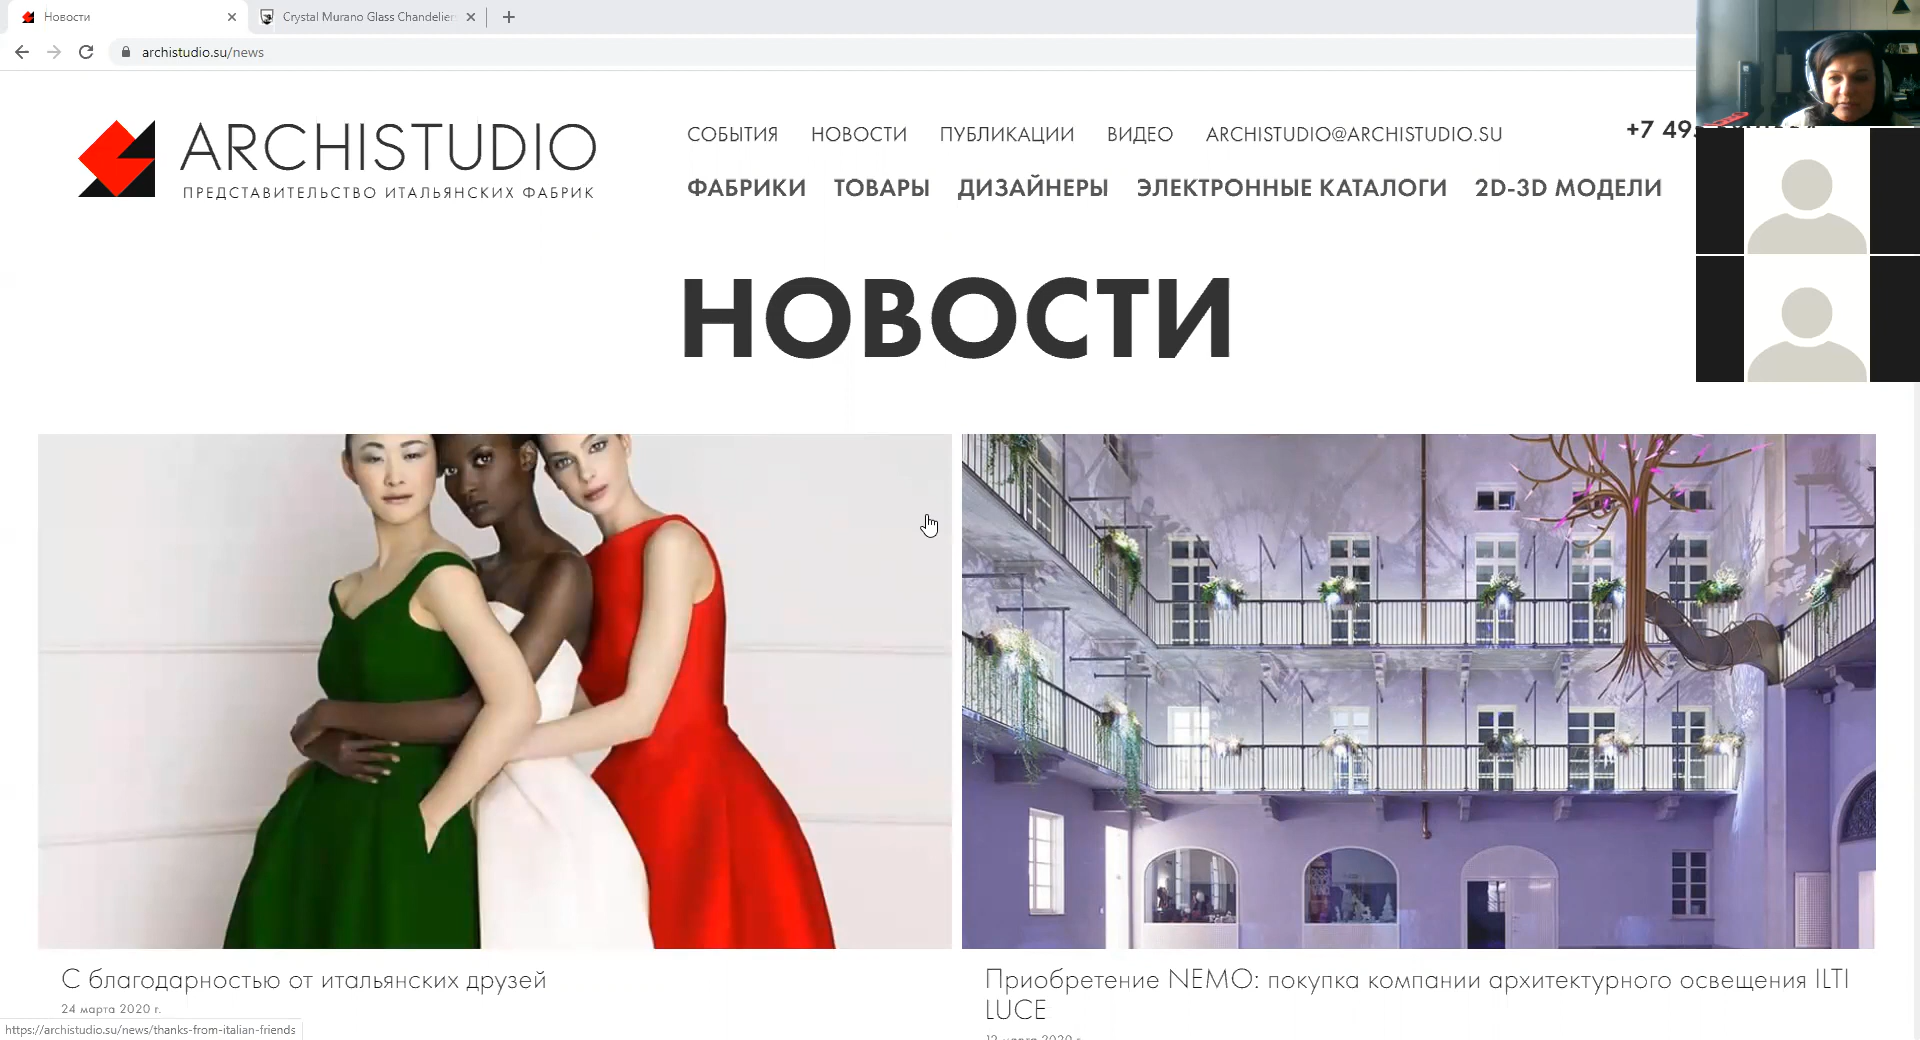 Новости
Crystal Murano Glass Chandelier
archistudio.su/news
ARCHISTUDIO
ПРЕДСТАВИТЕЛЬСТВО ИТАЛЬЯНСКИХ ФАБРИК
СОБЫТИЯ НОВОСТИ ПУБЛИКАЦИИ ВИДЕО ARCHISTUDIO@ARCHISTUDIO.SU
+7 495
ФАБРИКИ ТОВАРЫ ДИЗАЙНЕРЫ ЭЛЕКТРОННЫЕ КАТАЛОГИ 2D-3D МОДЕЛИ
НОВОСТИ
С благодарностью от итальянских друзей
24 марта 2020 г.
Приобретение NEMO: покупка компании архитектурного освещения ILTI
LUCE
https://archistudio.su/news/thanks-from-italian-friends